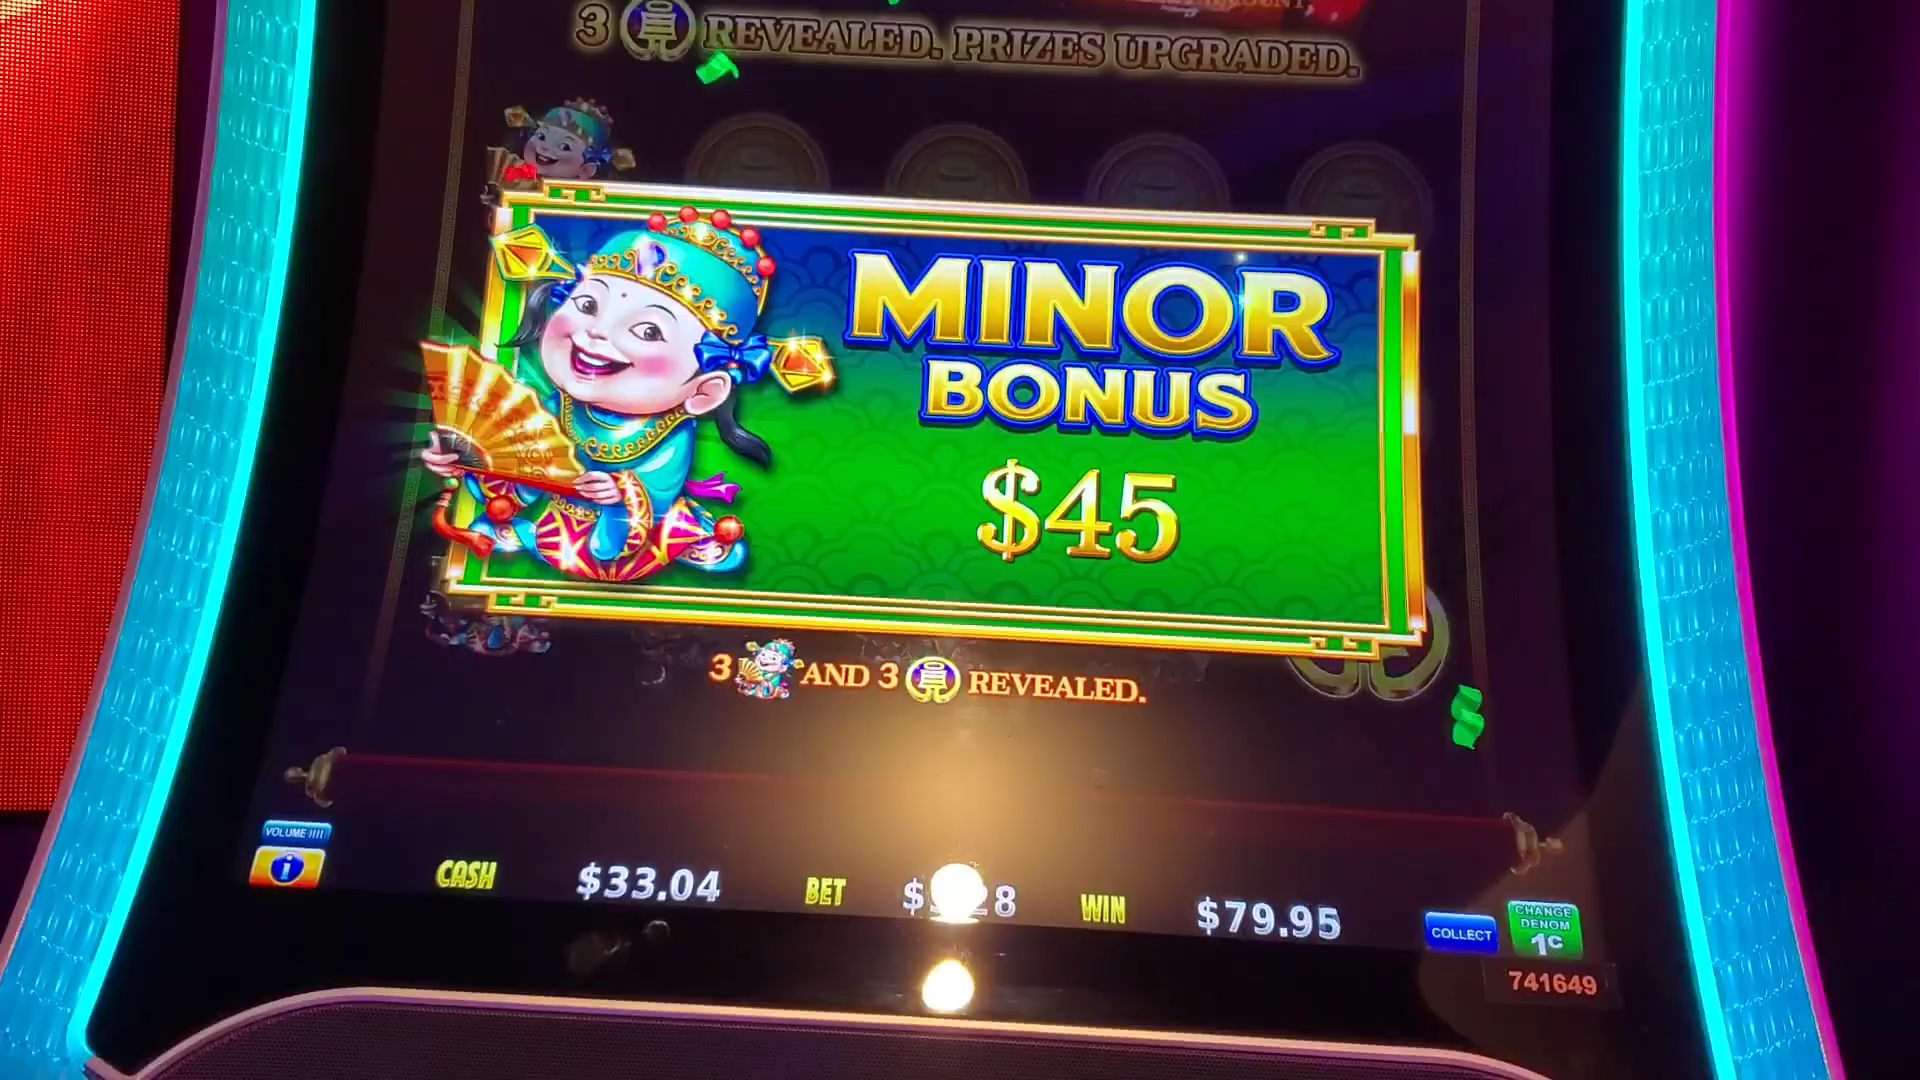 3 REVEALED. PRIZES UPGRADED.
MINOR
BONUS
$45
3 AND 3 REVEALED.
VOLUME
CASH $33.04 BET WIN $79.95
COLLECT
CHANGE
DENOM
1¢
741649